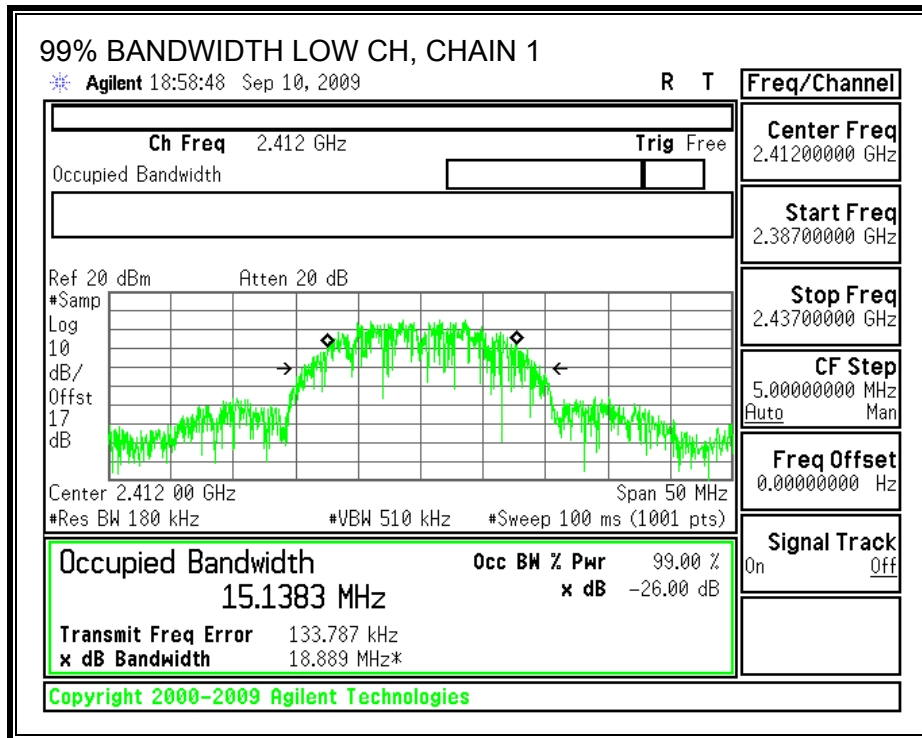 99% BANDWIDTH LOW CH, CHAIN 1
Agilent 18:58:48 Sep 10, 2009 R T
Freq/Channel
Ch Freq 2.412 GHz Trig Free
Occupied Bandwidth
Center Freq
2.41200000 GHz
Start Freq
2.38700000 GHz
Stop Freq
2.43700000 GHz
CF Step
5.00000000 MHz
Auto Man
Freq Offset
0.00000000 Hz
Signal Track
On Off
Ref 20 dBm Atten 20 dB
#Samp
Log
10
dB/
Offst
17
dB
Center 2.412 00 GHz Span 50 MHz
#Res BW 180 kHz #VBW 510 kHz #Sweep 100 ms (1001 pts)
Occupied Bandwidth Occ BW % Pwr 99.00 %
15.1383 MHz x dB -26.00 dB
Transmit Freq Error 133.787 kHz
x dB Bandwidth 18.889 MHz*
Copyright 2000-2009 Agilent Technologies